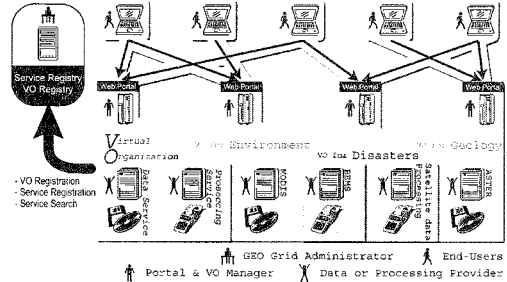 Service Registry
VO Registry
Web Portal
Web Portal
Web Portal
Web Portal
Virtual
Organization
Environment
VO for Disasters
Geology
Data Service
Processing
Service
MODIS
Satellite data
Processing
ASTER
- VO Registration
- Service Registration
- Service Search
GEO Grid Administrator
End-Users
Portal & VO Manager
Data or Processing Provider